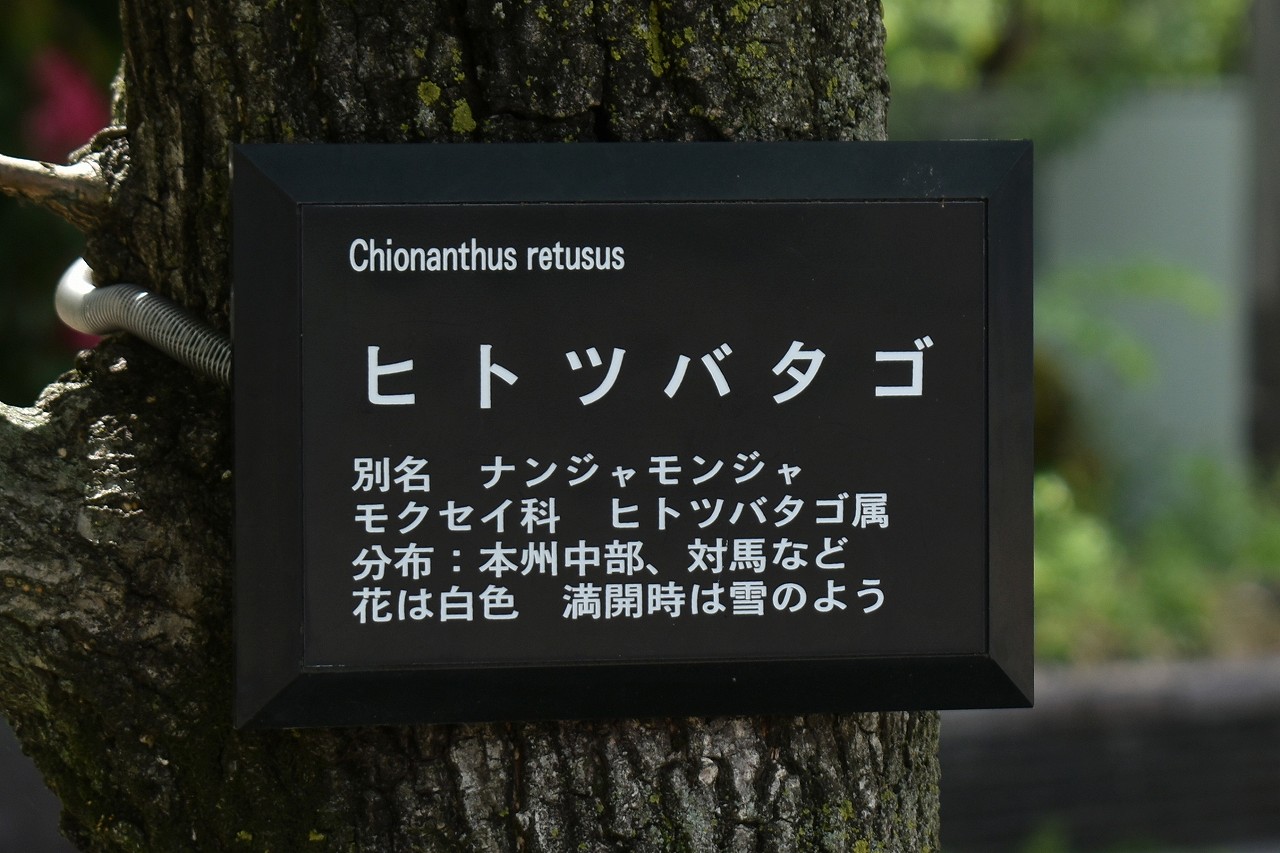 Chionanthus retusus
ヒトツバタゴ
別名　ナンジャモンジャ
モクセイ科　ヒトツバタゴ属
分布：本州中部、対馬など
花は白色　満開時は雪のよう